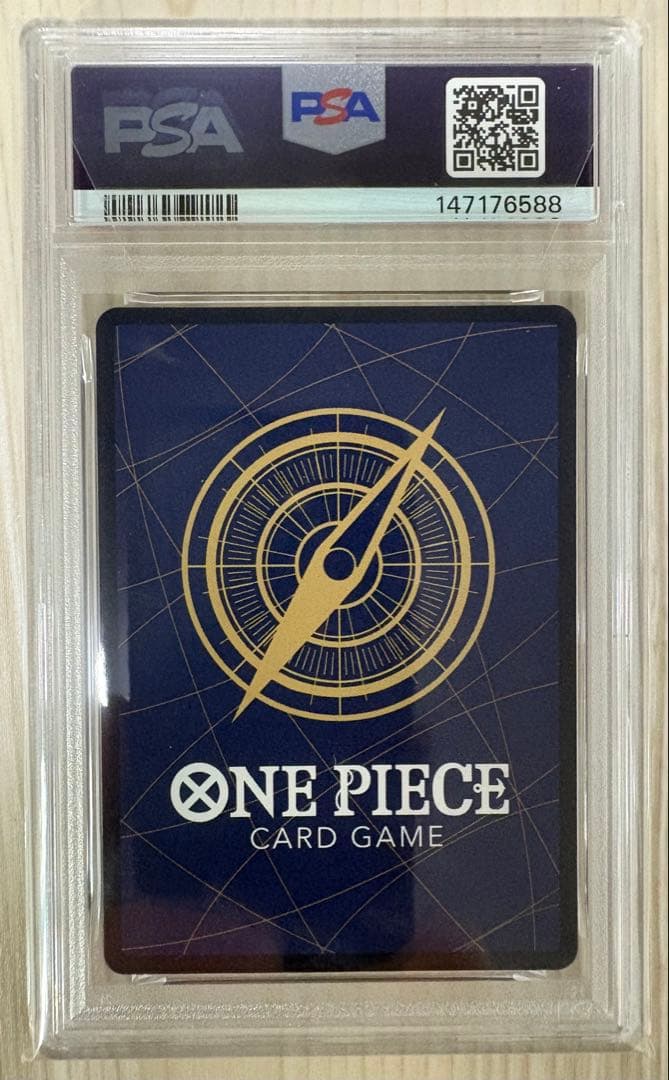 PSA
PSA
147176588
ONE PIECE
CARD GAME